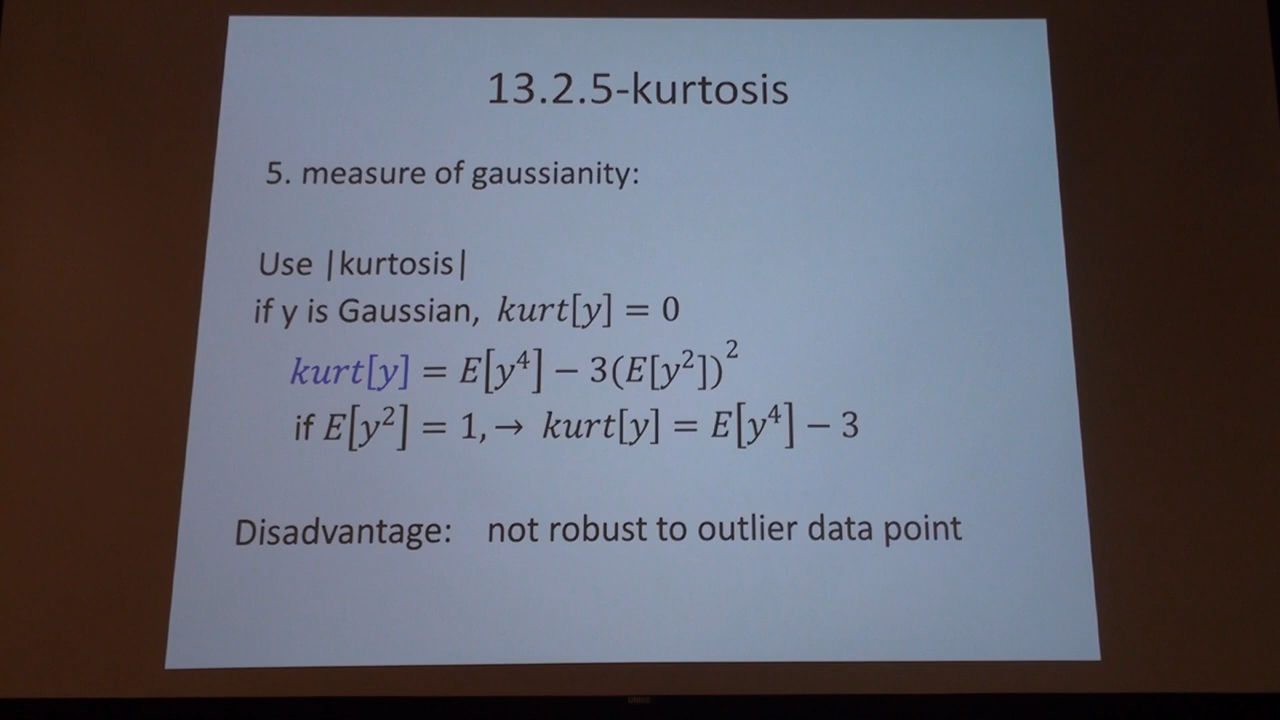 13.2.5-kurtosis
5. measure of gaussianity:
Use |kurtosis|
if y is Gaussian, kurt[y] = 0
kurt[y] = E[y⁴] − 3(E[y²])²
if E[y²] = 1,→ kurt[y] = E[y⁴] − 3
Disadvantage: not robust to outlier data point